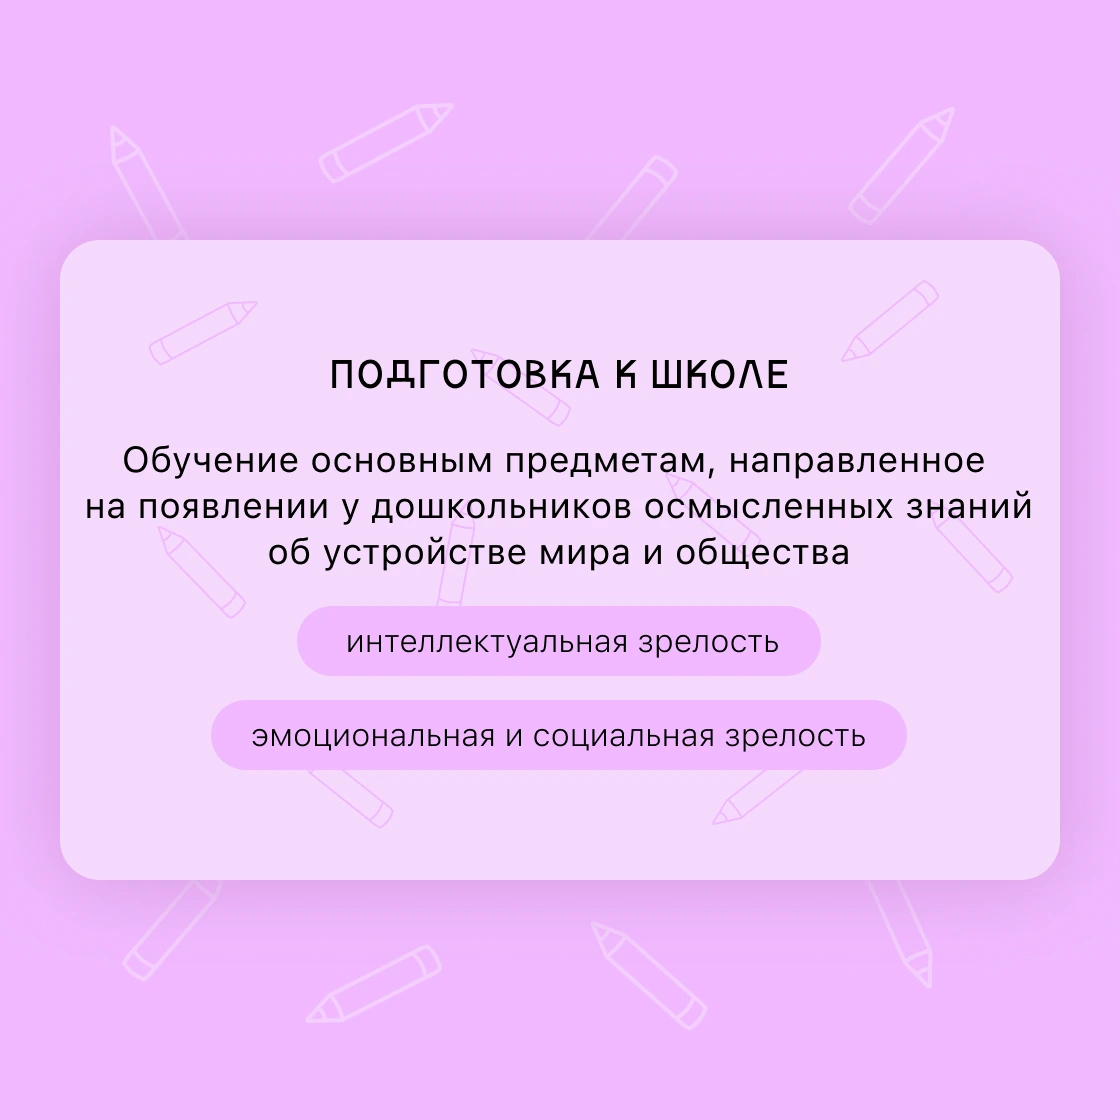 ПОДГОТОВКА К ШКОЛЕ
Обучение основным предметам, направленное
на появлении у дошкольников осмысленных знаний
об устройстве мира и общества
интеллектуальная зрелость
эмоциональная и социальная зрелость